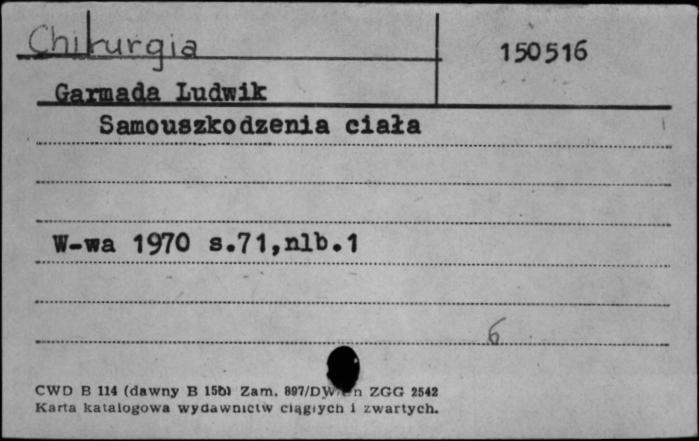 Chirurgia
150516
Garmada Ludwik
Samouszkodzenia ciała
W-wa 1970 s.71,nlb.1
6
CWD B 114 (dawny B 15b) Zam. 897/DW ZGG 2542
Karta katalogowa wydawnictw ciągłych i zwartych.